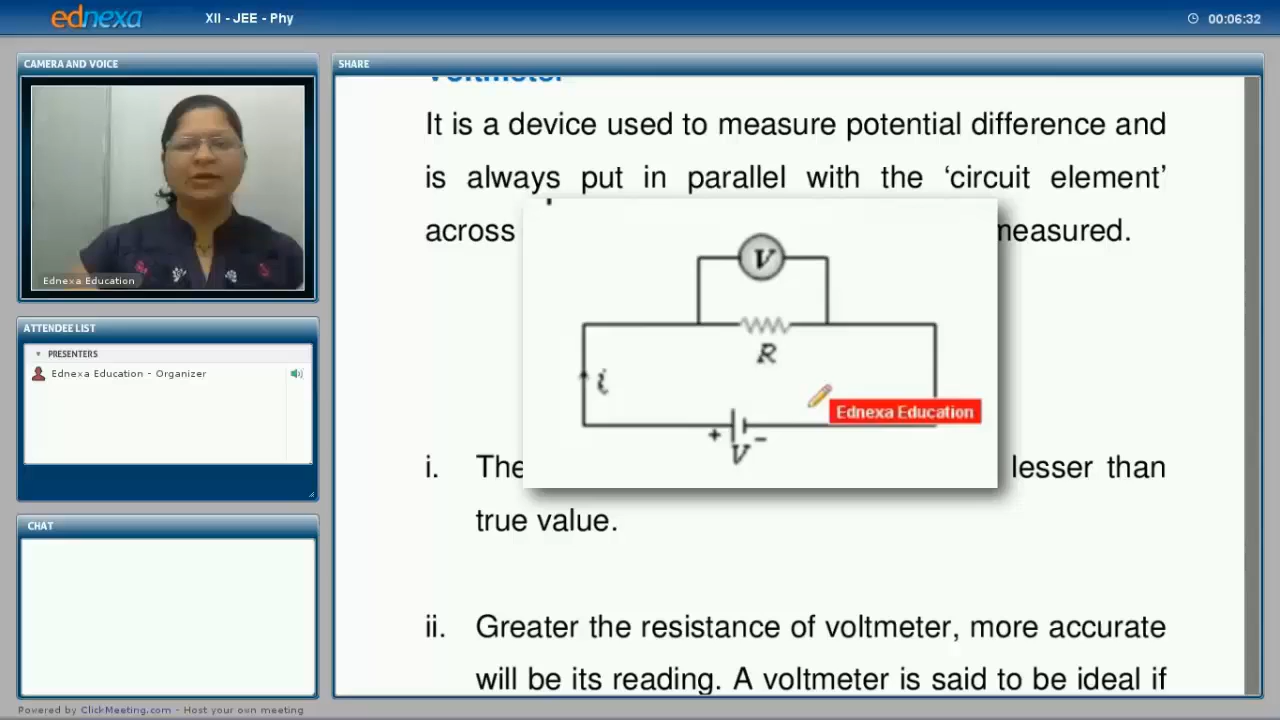 ednexa
XII - JEE - Phy
00:06:32
CAMERA AND VOICE
Ednexa Education
ATTENDEE LIST
PRESENTERS
Ednexa Education - Organizer
CHAT
Powered by ClickMeeting.com - Host your own meeting
SHARE
Voltmeter
It is a device used to measure potential difference and
is always put in parallel with the ‘circuit element’
across measured.
V
R
i
Ednexa Education
+ –
V
i. The lesser than
true value.
ii. Greater the resistance of voltmeter, more accurate
will be its reading. A voltmeter is said to be ideal if